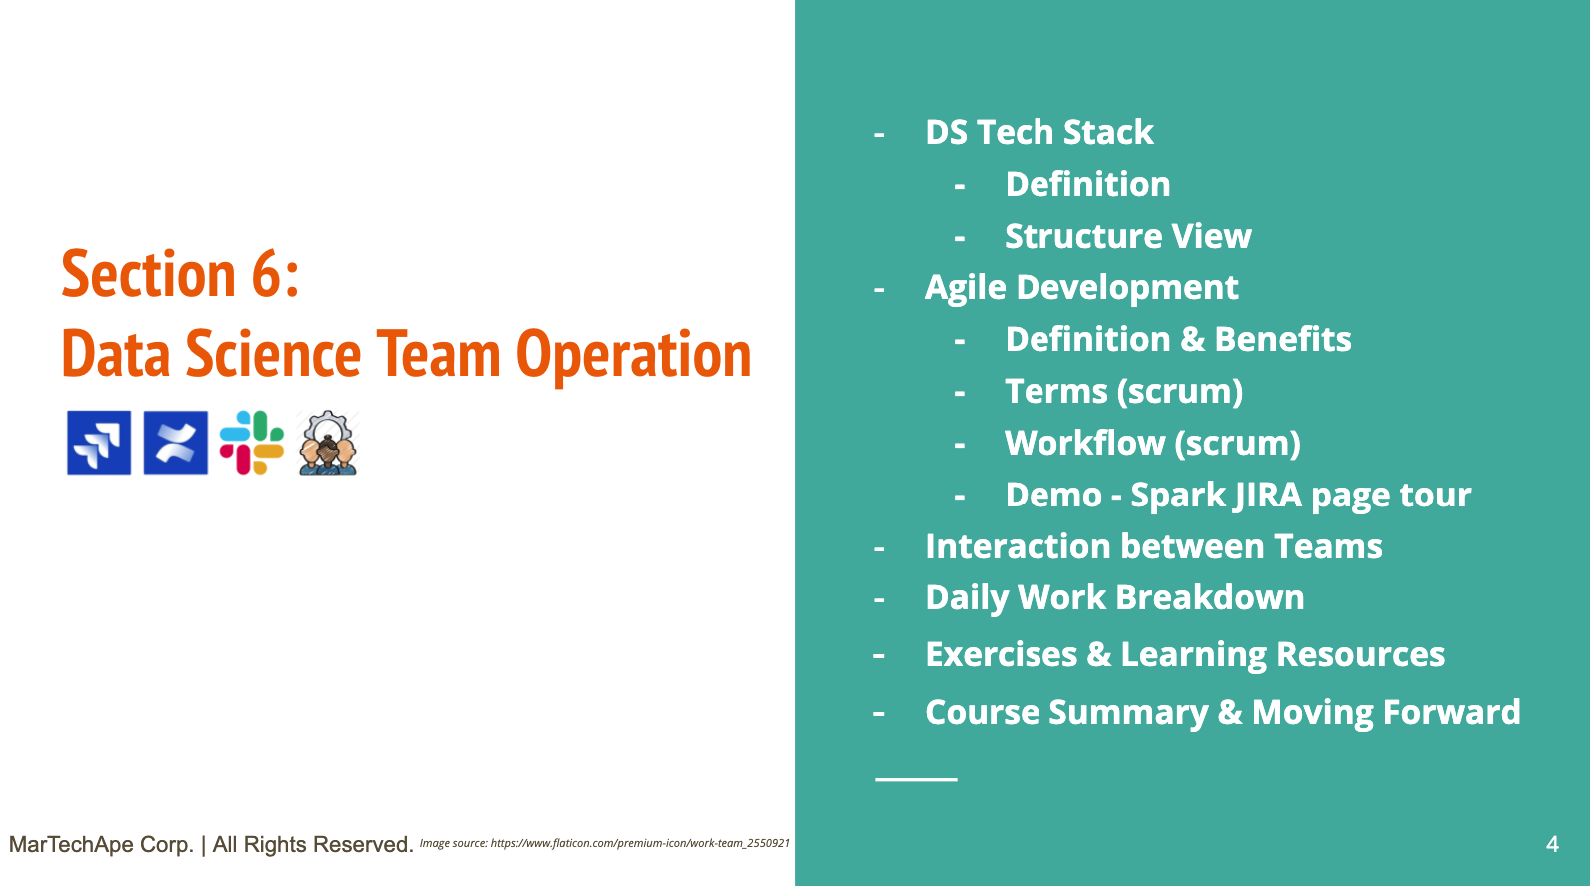 Section 6:
Data Science Team Operation
- DS Tech Stack
- Definition
- Structure View
- Agile Development
- Definition & Benefits
- Terms (scrum)
- Workflow (scrum)
- Demo - Spark JIRA page tour
- Interaction between Teams
- Daily Work Breakdown
- Exercises & Learning Resources
- Course Summary & Moving Forward
MarTechApe Corp. | All Rights Reserved. Image source: https://www.flaticon.com/premium-icon/work-team_2550921
4